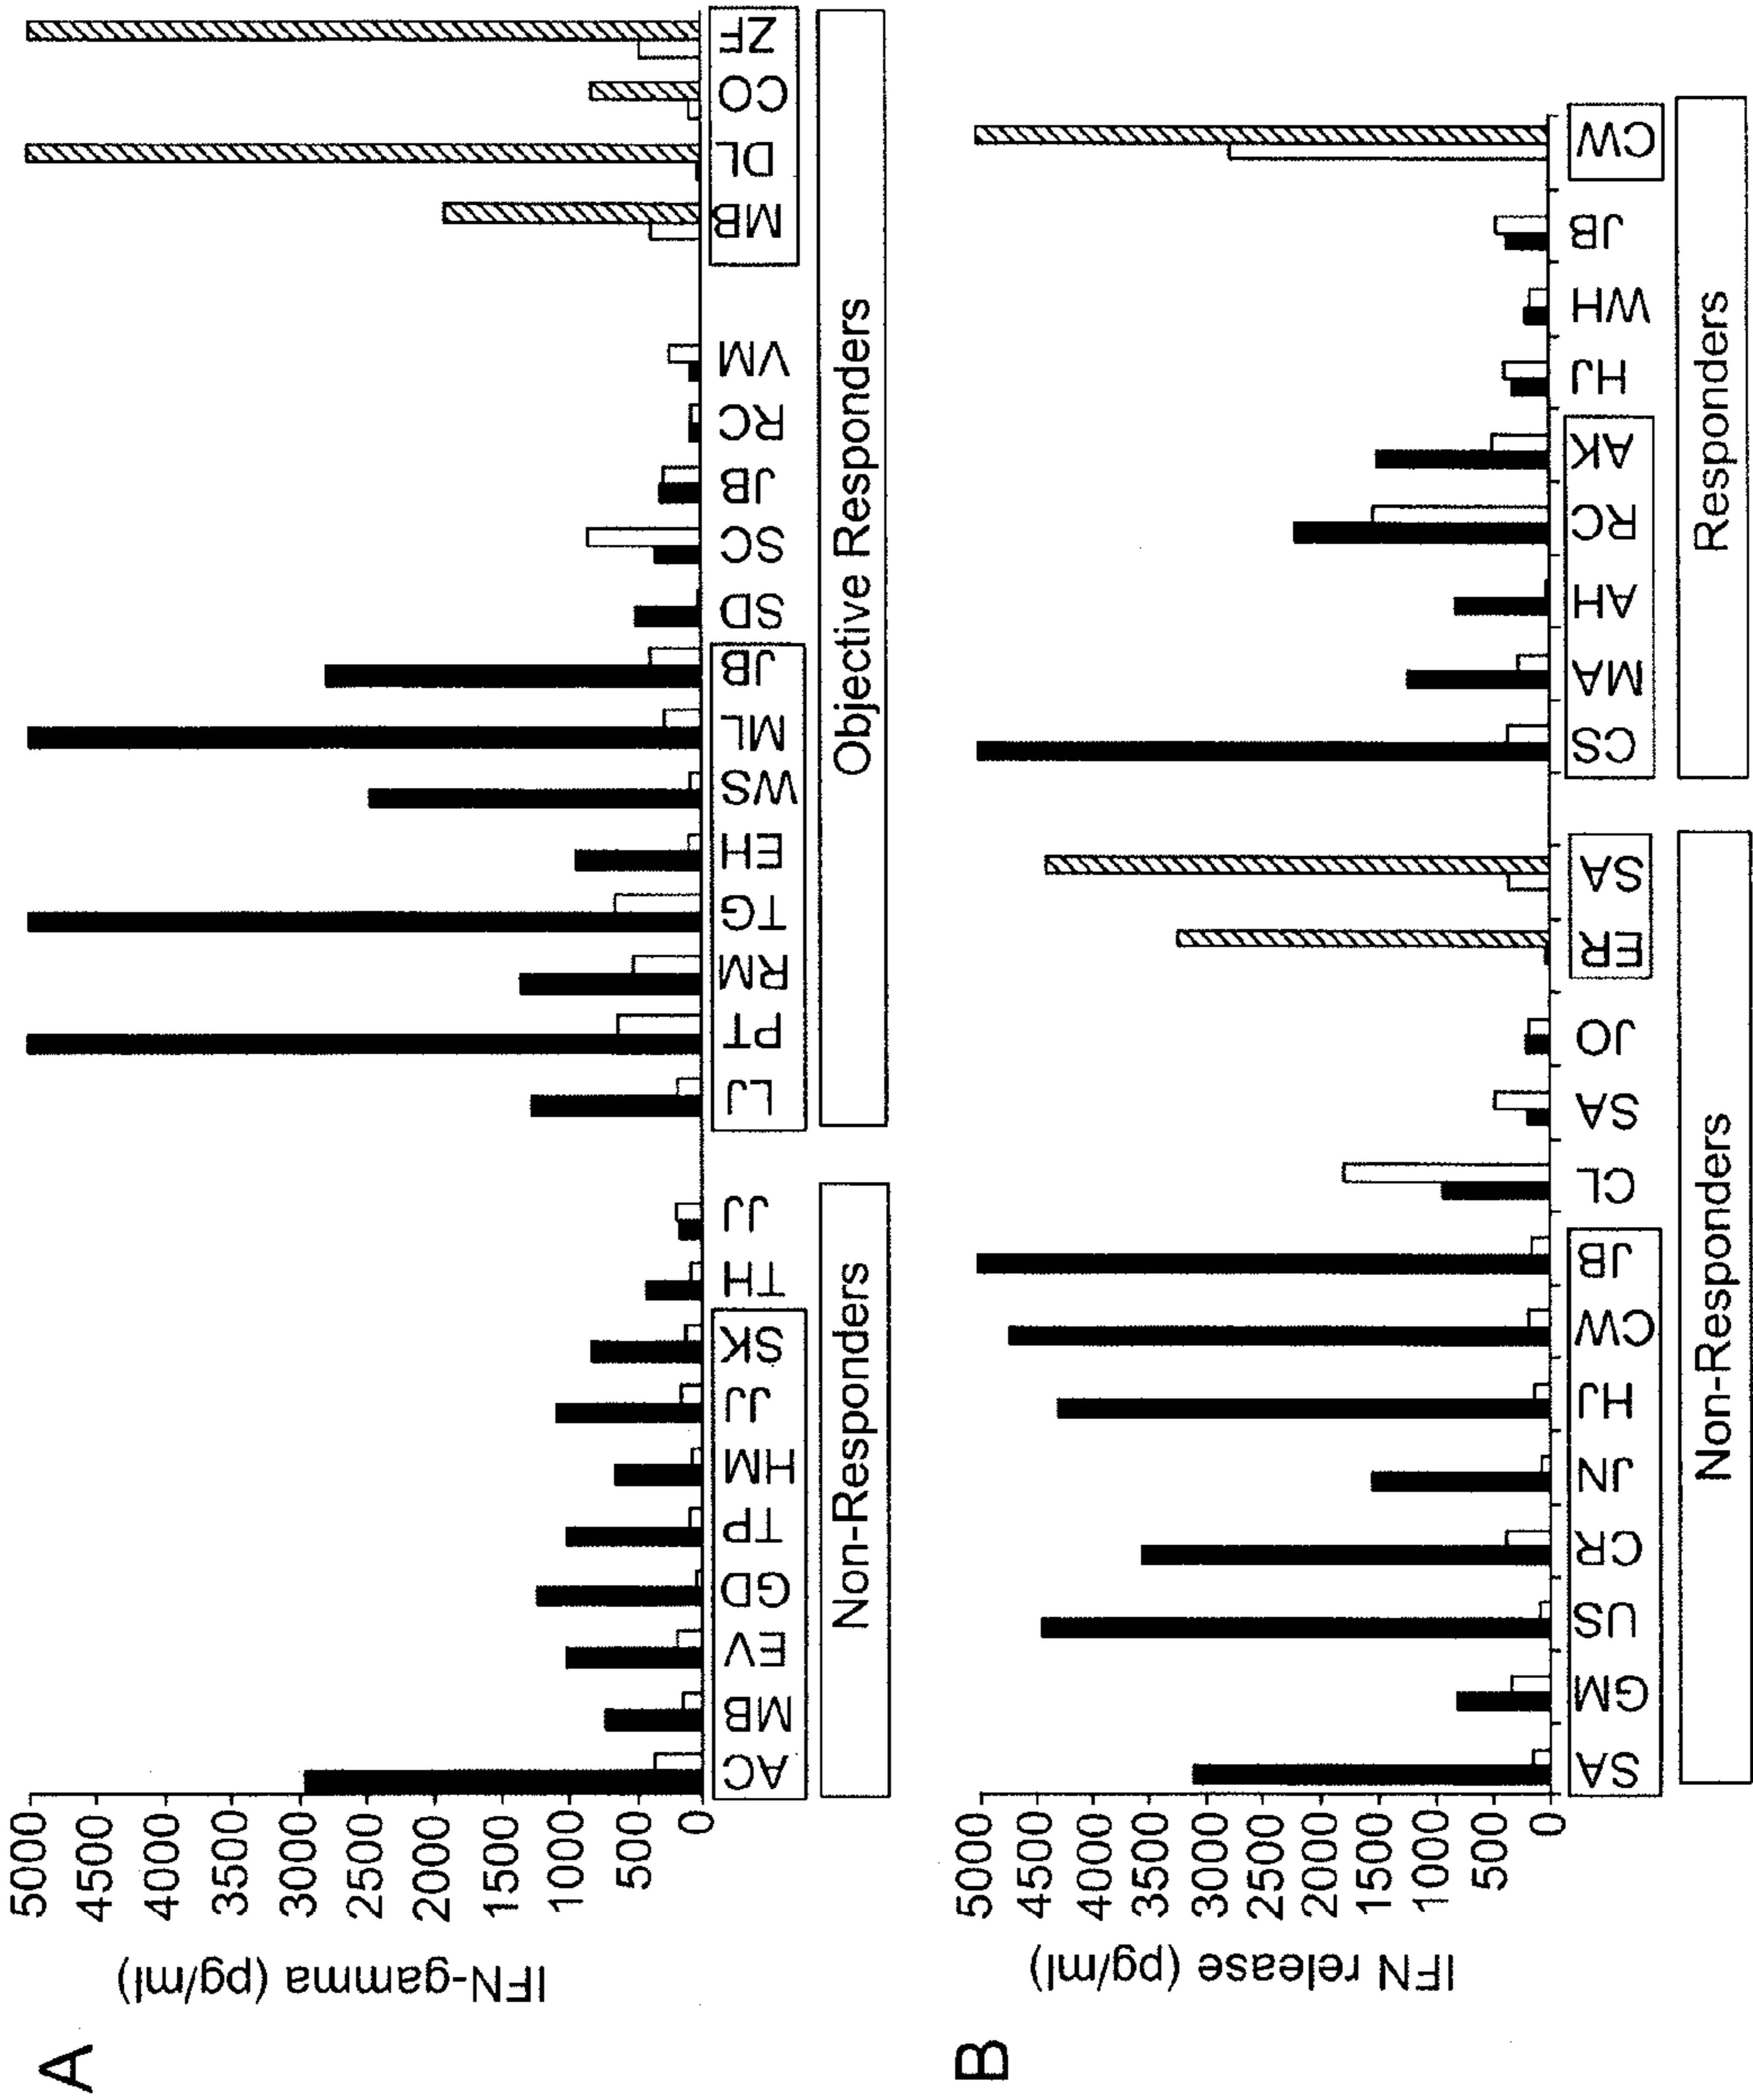 A
IFN-gamma (pg/ml)
5000
4500
4000
3500
3000
2500
2000
1500
1000
500
0
AC MB EV GD TP HM JJ SK TH JJ LJ PT RM TG EH WS ML JB SD SC JB RC VM MB DL CO ZF
Non-Responders Objective Responders
B
IFN release (pg/ml)
5000
4500
4000
3500
3000
2500
2000
1500
1000
500
0
SA GM US CR JN HJ CW JB CL SA JO ER SA CS MA AH RC AK HJ WH JB CW
Non-Responders Responders